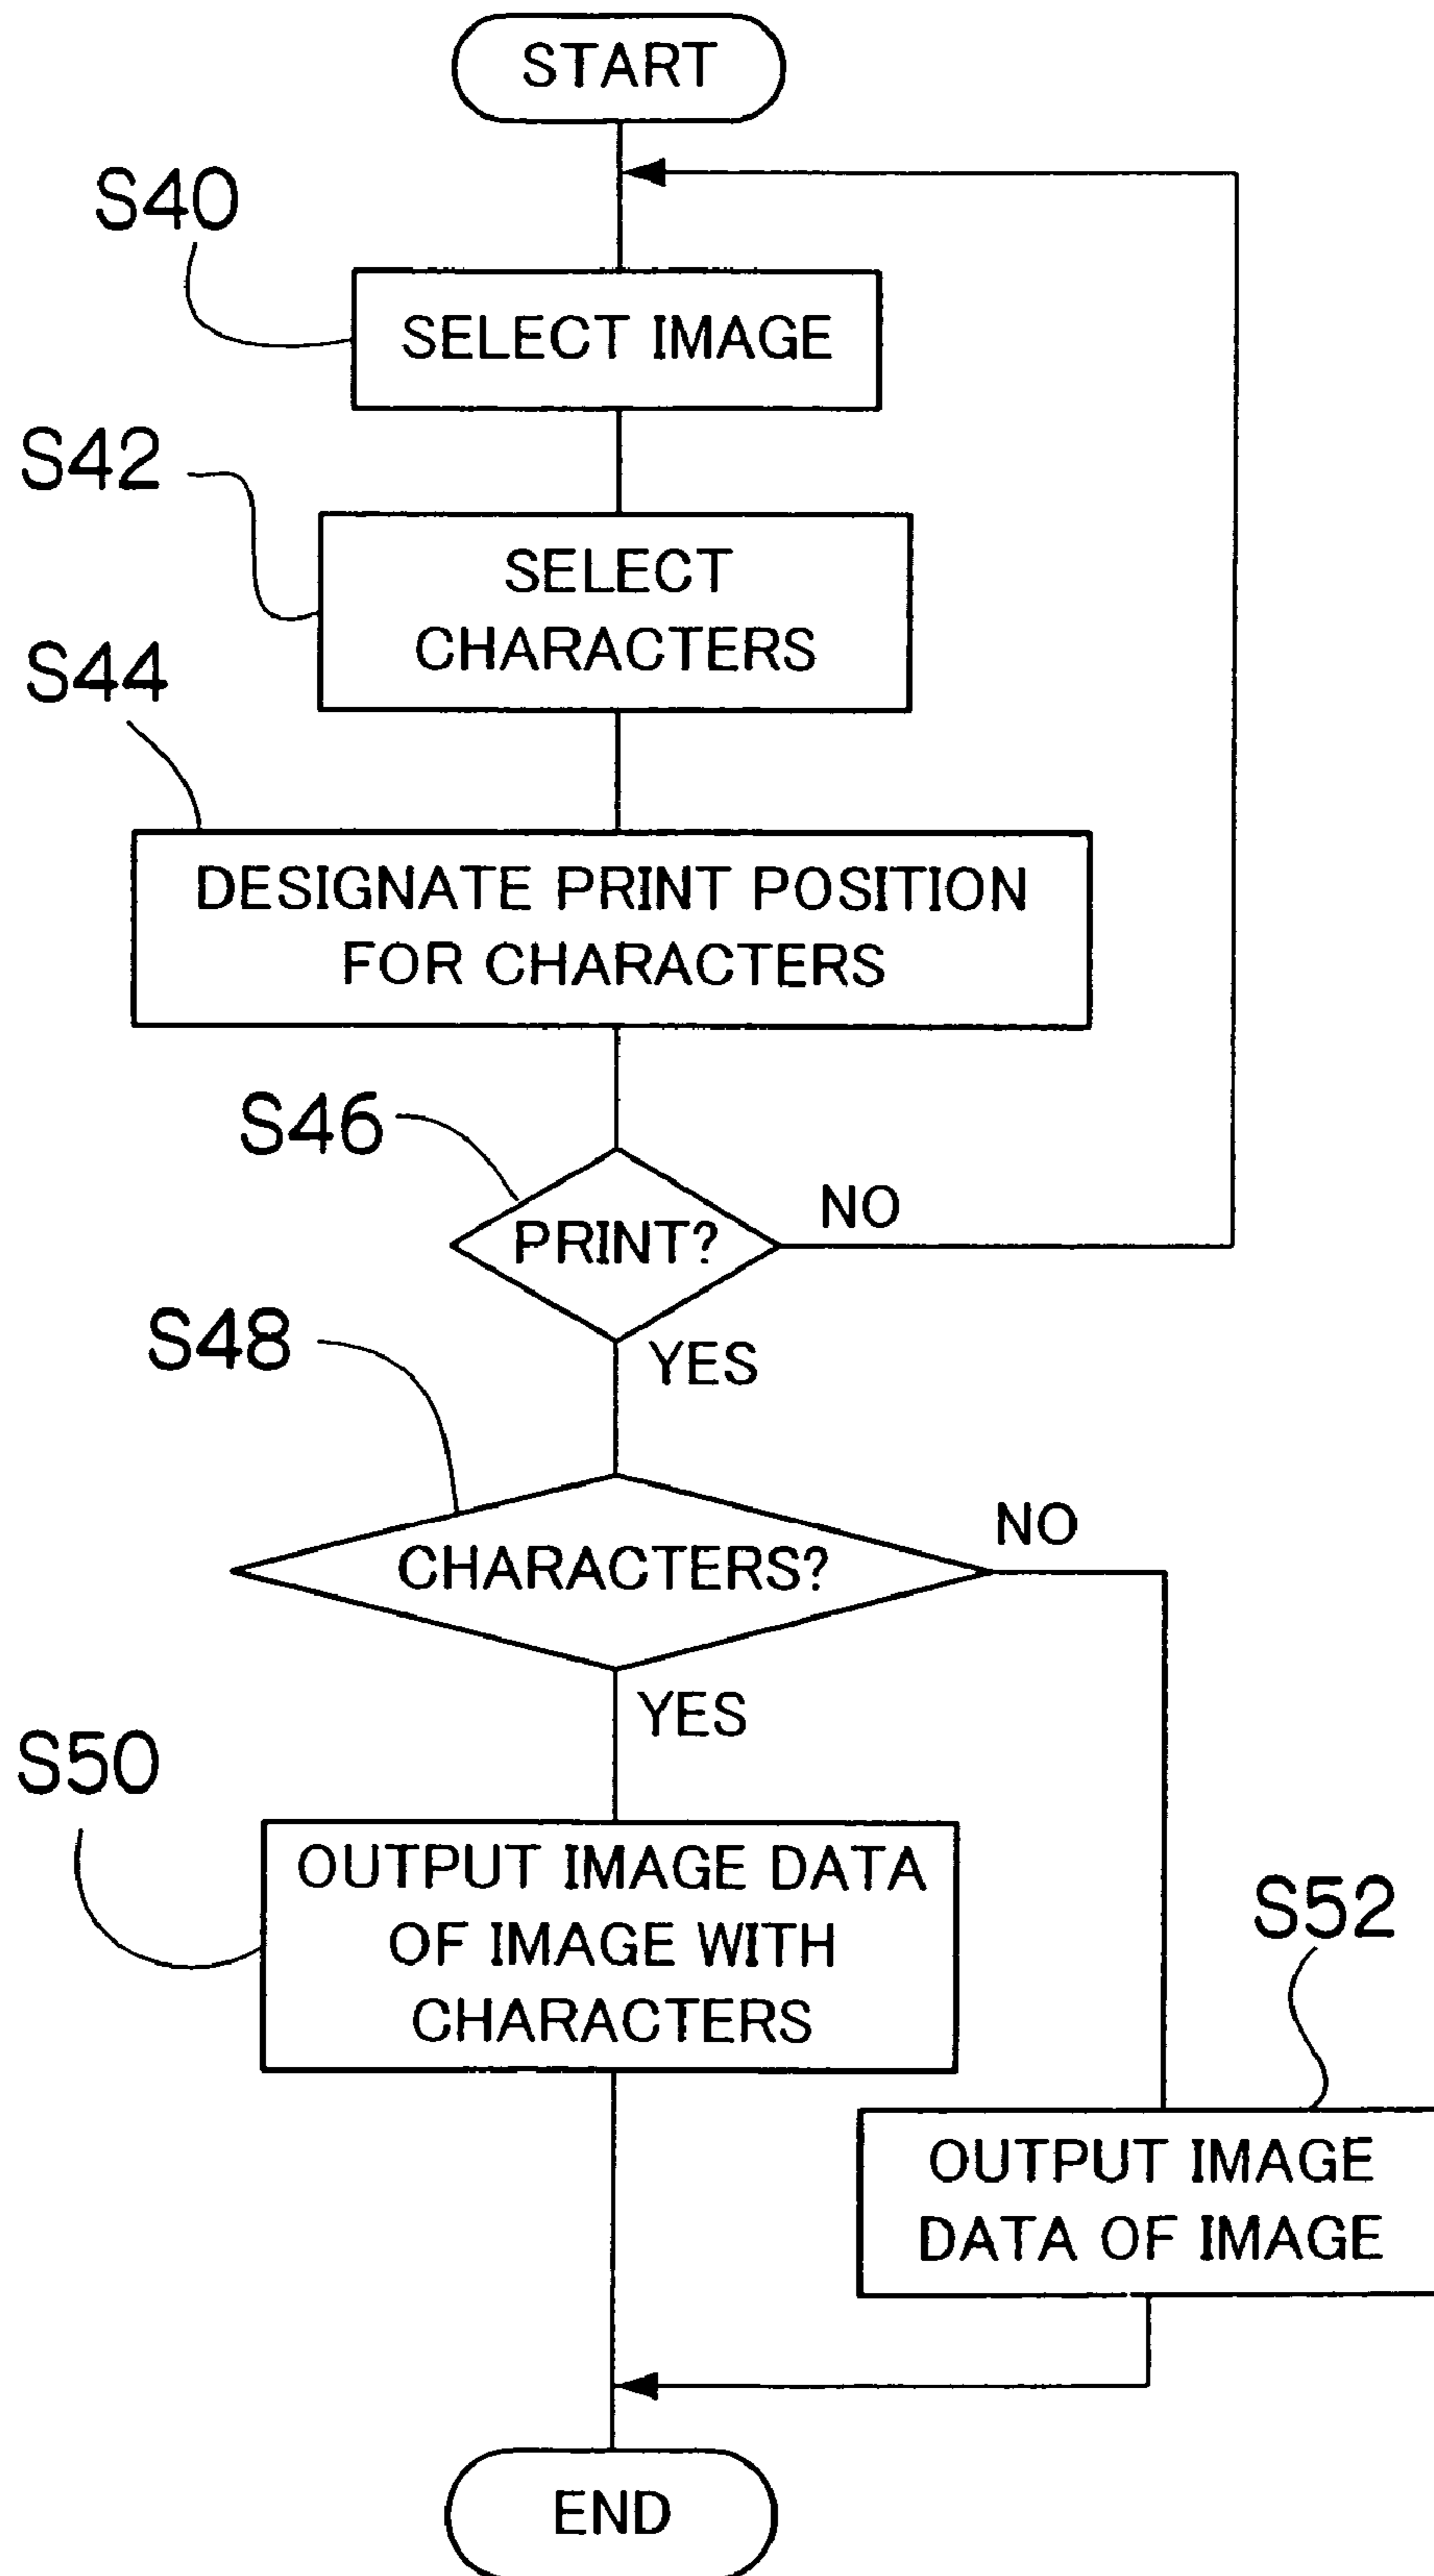 START
S40
SELECT IMAGE
S42
SELECT
CHARACTERS
S44
DESIGNATE PRINT POSITION
FOR CHARACTERS
S46
PRINT?
NO
YES
S48
CHARACTERS?
NO
YES
S50
OUTPUT IMAGE DATA
OF IMAGE WITH
CHARACTERS
S52
OUTPUT IMAGE
DATA OF IMAGE
END